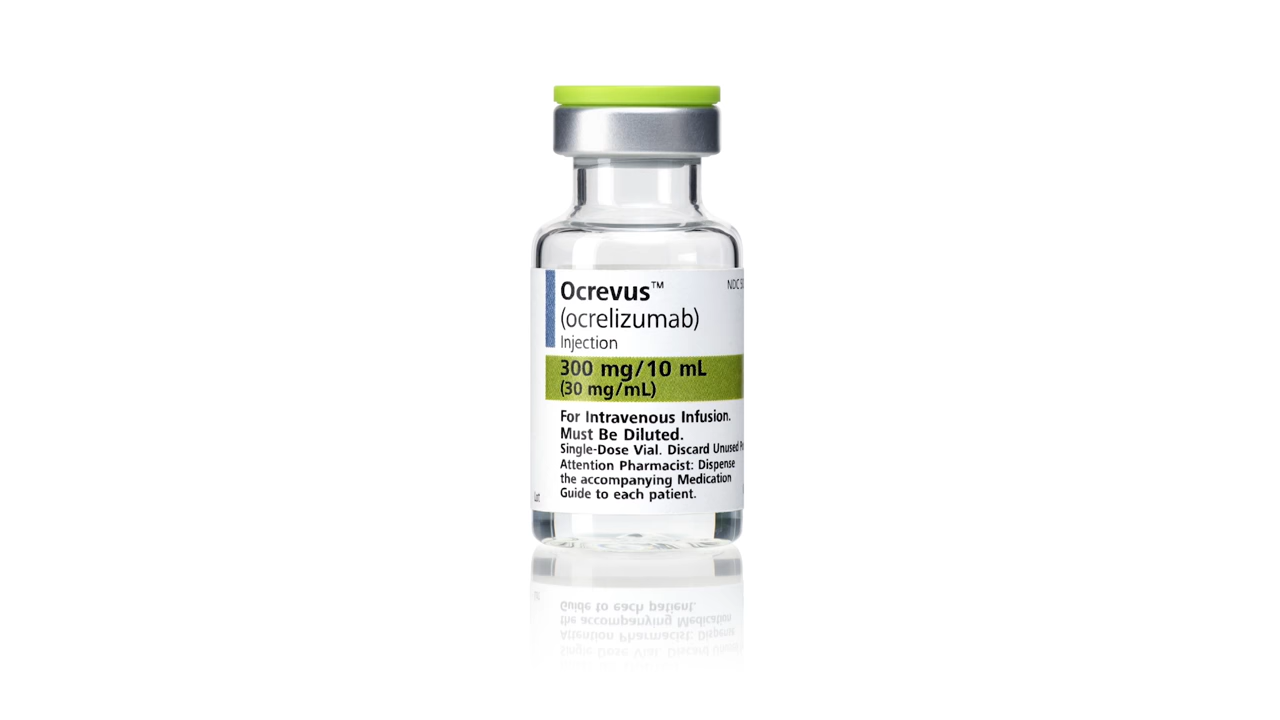 Ocrevus™
NDC
(ocrelizumab)
Injection
300 mg/10 mL
(30 mg/mL)
For Intravenous Infusion.
Must Be Diluted.
Single-Dose Vial. Discard Unused
Attention Pharmacist: Dispense
the accompanying Medication
Guide to each patient.